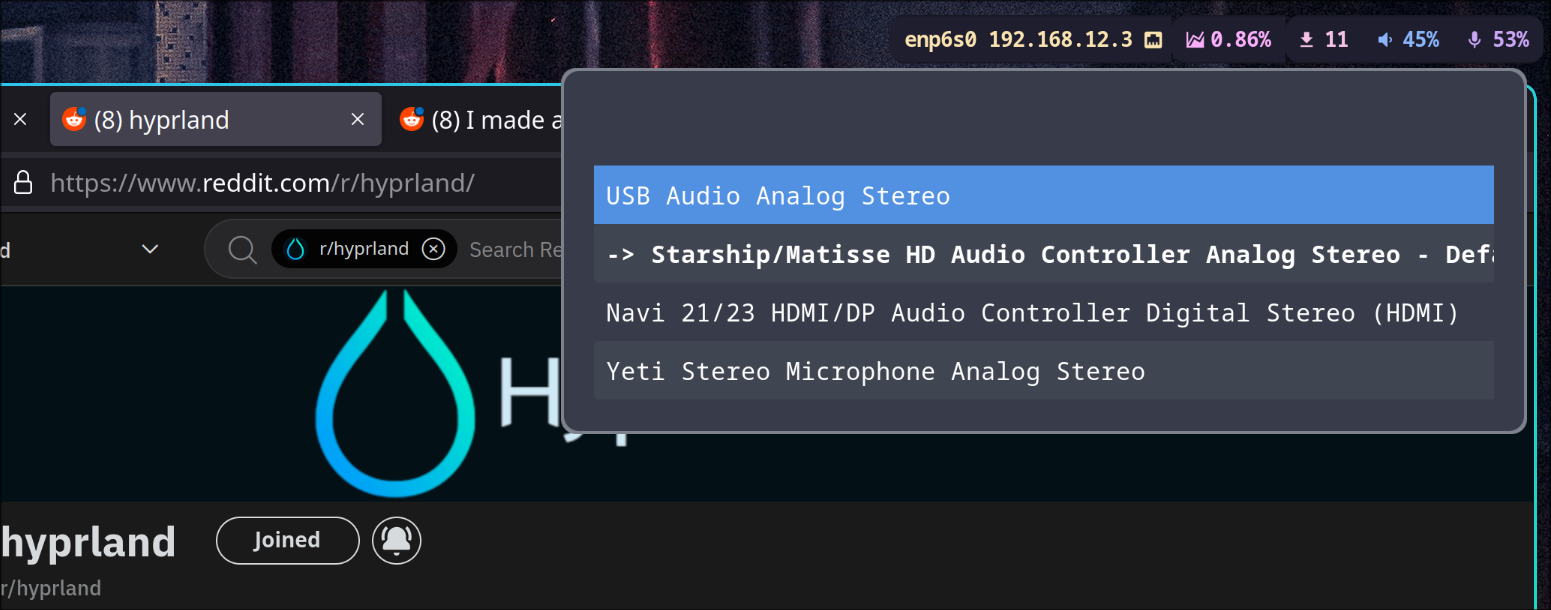 enp6s0 192.168.12.3 0.86% 11 45% 53%
(8) hyprland (8) I made a
https://www.reddit.com/r/hyprland/
d r/hyprland Search Re
USB Audio Analog Stereo
-> Starship/Matisse HD Audio Controller Analog Stereo - Defa
Navi 21/23 HDMI/DP Audio Controller Digital Stereo (HDMI)
Yeti Stereo Microphone Analog Stereo
Hyp
hyprland Joined
r/hyprland